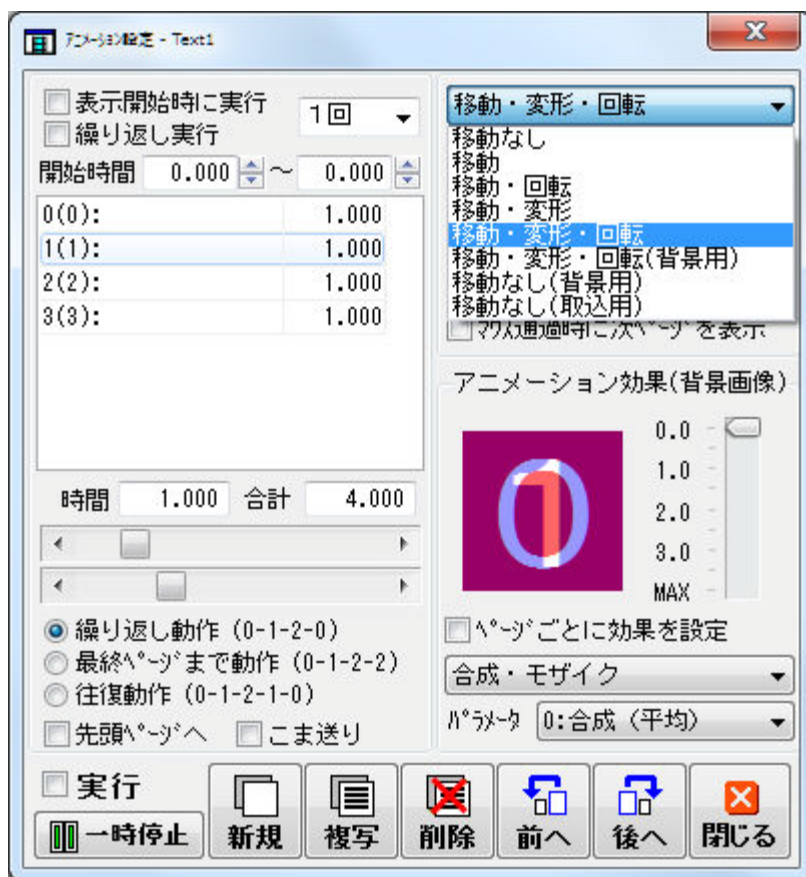 アニメーション設定 - Text1
表示開始時に実行
1回
繰り返し実行
開始時間 0.000 ～ 0.000
0(0): 1.000
1(1): 1.000
2(2): 1.000
3(3): 1.000
時間 1.000 合計 4.000
繰り返し動作 (0-1-2-0)
最終ページまで動作 (0-1-2-2)
往復動作 (0-1-2-1-0)
先頭ページへ こま送り
移動・変形・回転
移動なし
移動
移動・回転
移動・変形
移動・変形・回転
移動・変形・回転(背景用)
移動なし(背景用)
移動なし(取込用)
マウス通過時に次ページを表示
アニメーション効果(背景画像)
0
1
0.0
1.0
2.0
3.0
MAX
ページごとに効果を設定
合成・モザイク
パラメータ 0:合成 (平均)
実行
一時停止
新規
複写
削除
前へ
後へ
閉じる